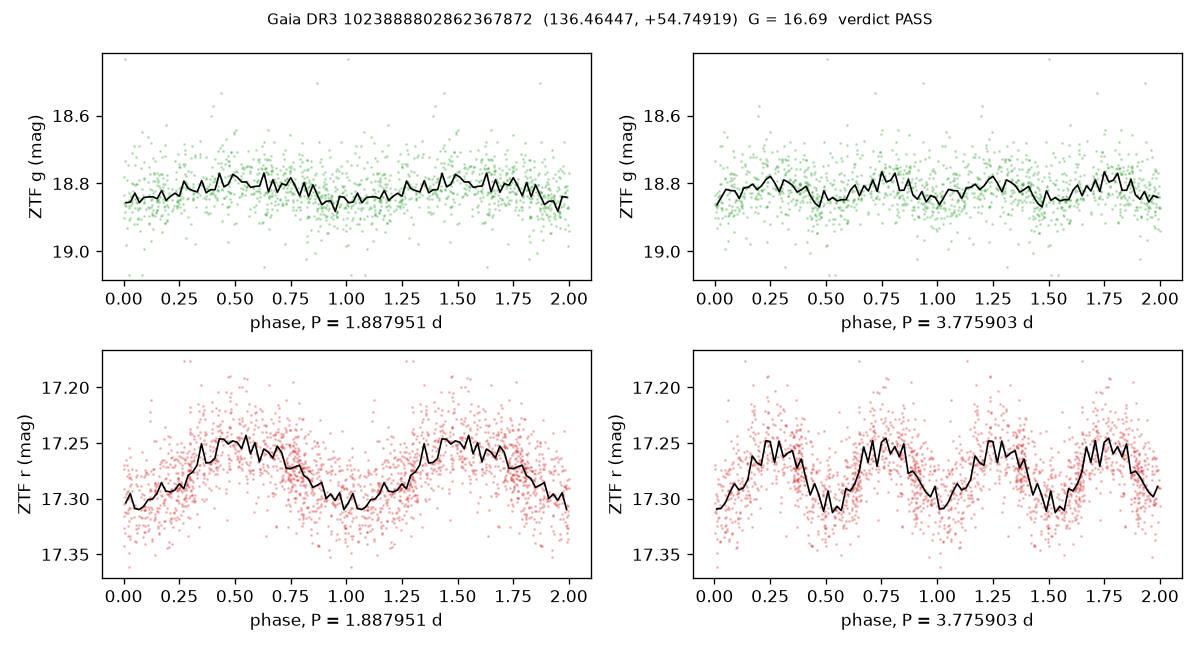 Gaia DR3 1023888802862367872  (136.46447, +54.74919)  G = 16.69  verdict PASS
ZTF g (mag)
18.6
18.8
19.0
0.00 0.25 0.50 0.75 1.00 1.25 1.50 1.75 2.00
phase, P = 1.887951 d
ZTF g (mag)
18.6
18.8
19.0
0.00 0.25 0.50 0.75 1.00 1.25 1.50 1.75 2.00
phase, P = 3.775903 d
ZTF r (mag)
17.20
17.25
17.30
17.35
0.00 0.25 0.50 0.75 1.00 1.25 1.50 1.75 2.00
phase, P = 1.887951 d
ZTF r (mag)
17.20
17.25
17.30
17.35
0.00 0.25 0.50 0.75 1.00 1.25 1.50 1.75 2.00
phase, P = 3.775903 d